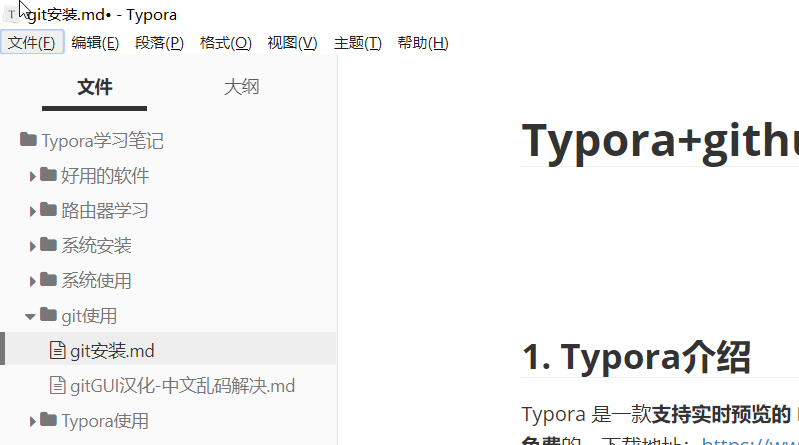 git安装.md• - Typora
文件(F) 编辑(E) 段落(P) 格式(O) 视图(V) 主题(T) 帮助(H)
文件 大纲
Typora学习笔记
好用的软件
路由器学习
系统安装
系统使用
git使用
git安装.md
gitGUI汉化-中文乱码解决.md
Typora使用
Typora+gith
1. Typora介绍
Typora 是一款支持实时预览的
免费的。下载地址：https://ww